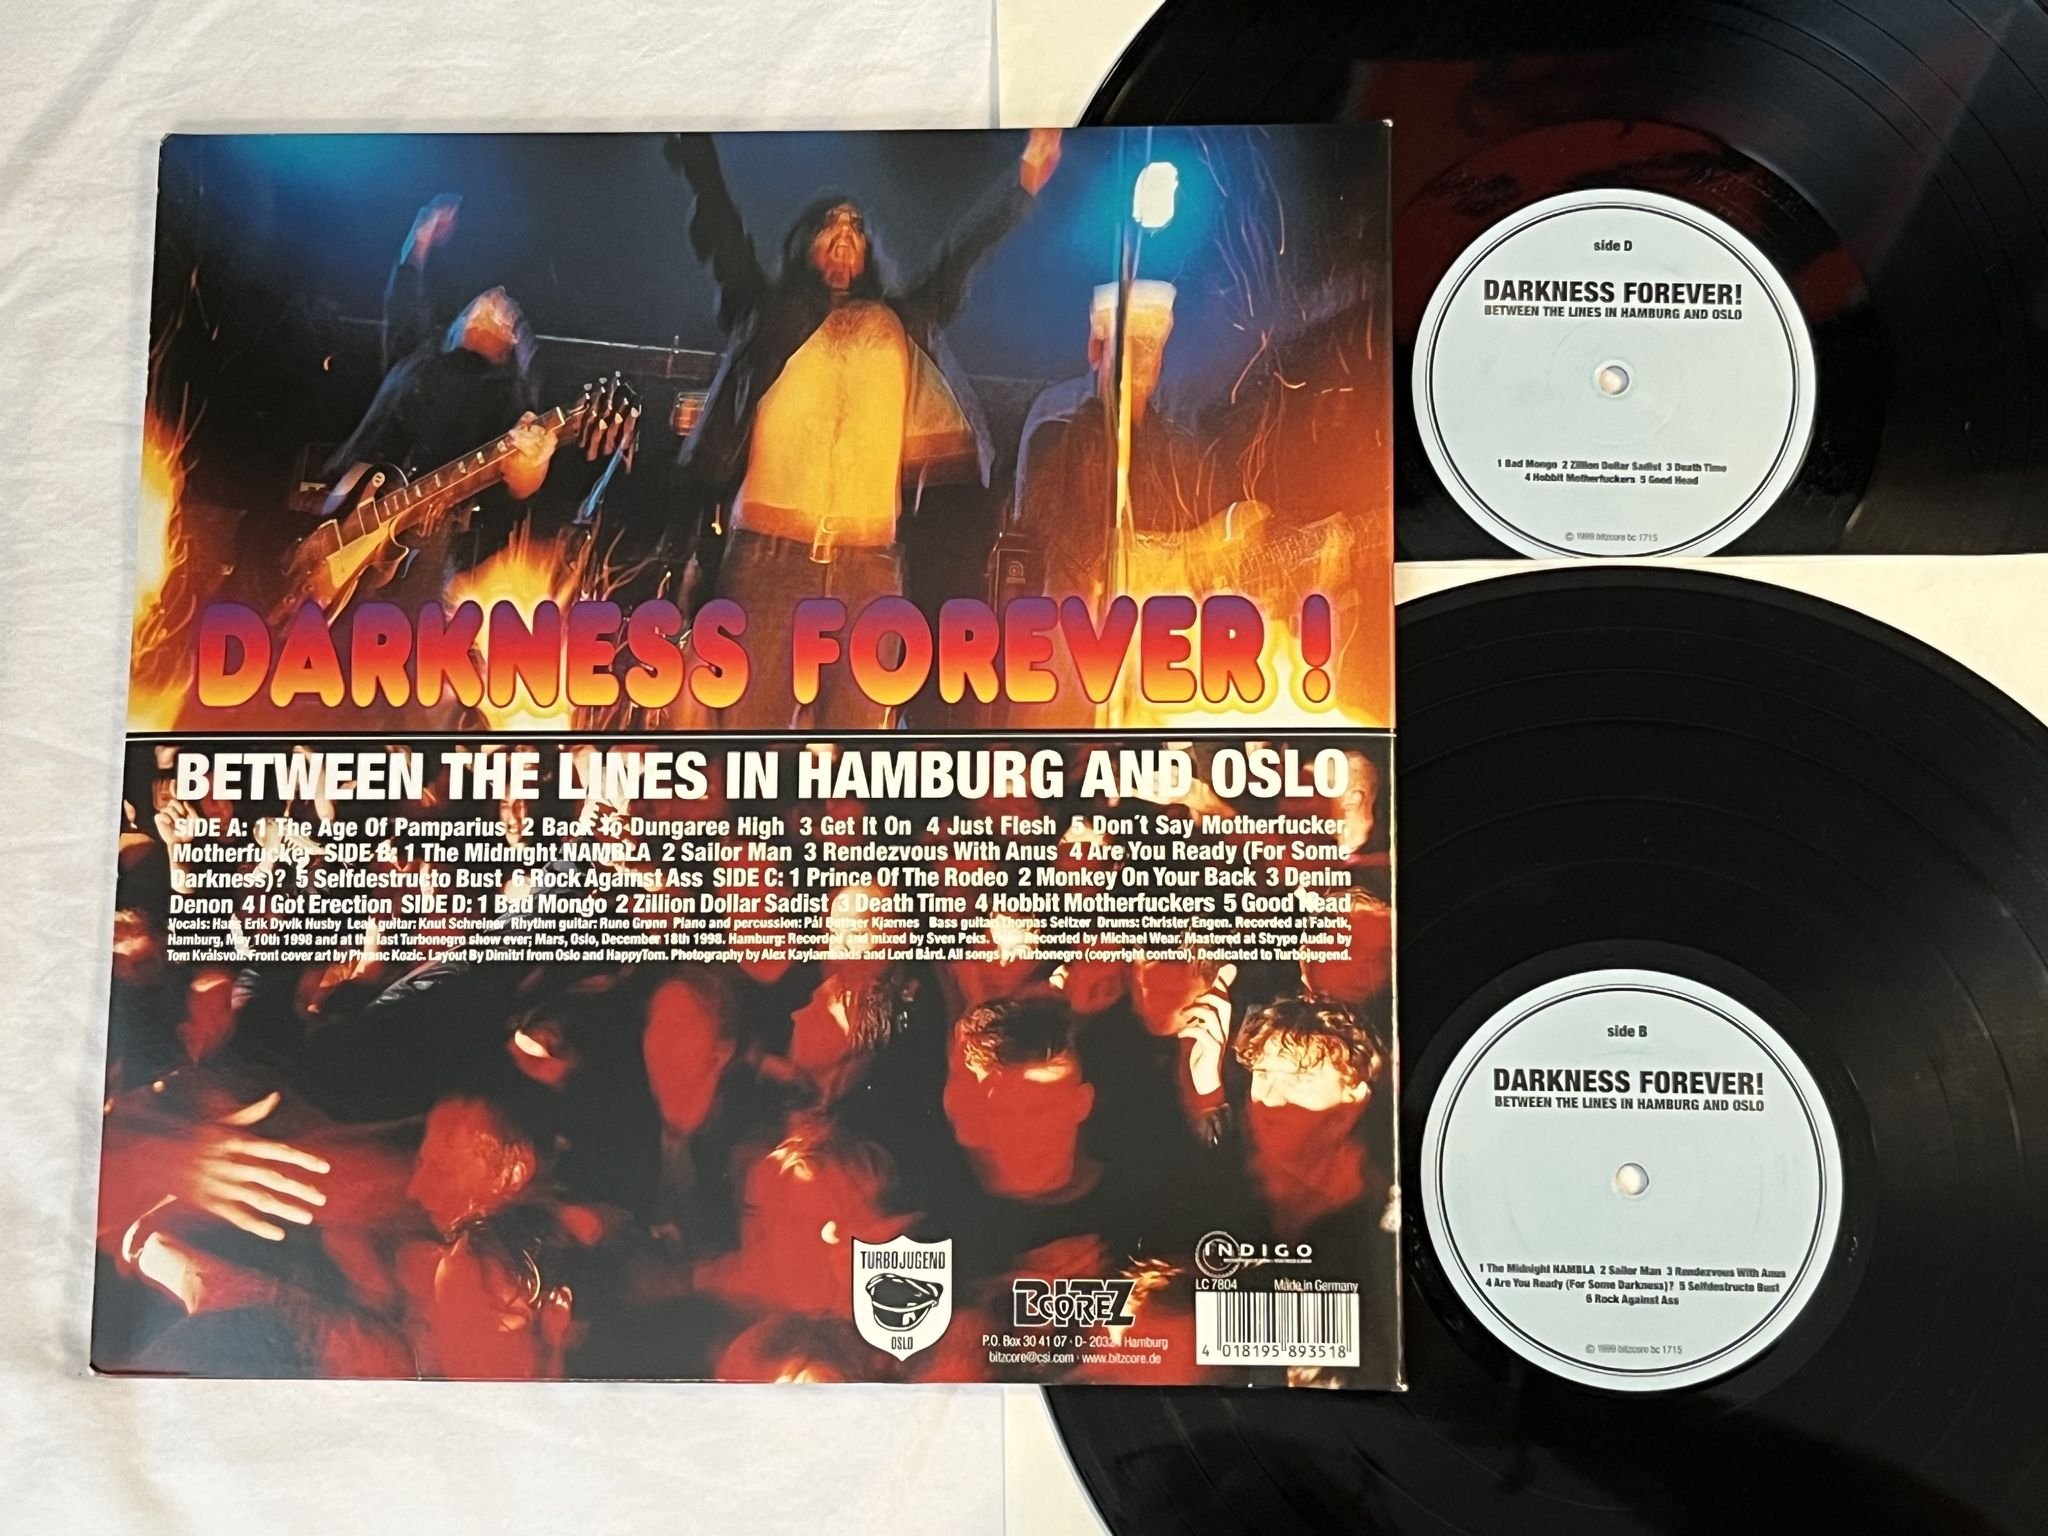 DARKNESS FOREVER!
BETWEEN THE LINES IN HAMBURG AND OSLO
SIDE A: 1 The Age Of Pamparius 2 Back To Dungaree High 3 Get It On 4 Just Flesh 5 Don´t Say Motherfucker,
Motherfucker SIDE B: 1 The Midnight NAMBLA 2 Sailor Man 3 Rendezvous With Anus 4 Are You Ready (For Some
Darkness)? 5 Selfdestructo Bust 6 Rock Against Ass SIDE C: 1 Prince Of The Rodeo 2 Monkey On Your Back 3 Denim
Denon 4 I Got Erection SIDE D: 1 Bad Mongo 2 Zillion Dollar Sadist 3 Death Time 4 Hobbit Motherfuckers 5 Good Head
Vocals: Hans Erik Dyvik Husby Lead guitar: Knut Schreiner Rhythm guitar: Rune Grønn Piano and percussion: Pål Bøttger Kjærnes Bass guitar: Thomas Seltzer Drums: Christer Engen. Recorded at Fabrik,
Hamburg, May 10th 1998 and at the last Turbonegro show ever; Mars, Oslo, December 18th 1998. Hamburg: Recorded and mixed by Sven Peks. Recorded by Michael Wear. Mastered at Strype Audio by
Tom Kvålsvoll. Front cover art by Phranc Kozic. Layout By Dimitri from Oslo and HappyTom. Photography by Alex and Lord Bård. All songs by Turbonegro (copyright control). Dedicated to Turbojugend.
TURBOJUGEND
OSLO
BITZ
CORE
P.O. Box 30 41 07 · D- 20324 Hamburg
bitzcore@csi.com · www.bitzcore.de
INDIGO
LC 7804 Made in Germany
4 018195 893518
side D
DARKNESS FOREVER!
BETWEEN THE LINES IN HAMBURG AND OSLO
1 Bad Mongo 2 Zillion Dollar Sadist 3 Death Time
4 Hobbit Motherfuckers 5 Good Head
© 1999 bitzcore bc 1715
side B
DARKNESS FOREVER!
BETWEEN THE LINES IN HAMBURG AND OSLO
1 The Midnight NAMBLA 2 Sailor Man 3 Rendezvous With Anus
4 Are You Ready (For Some Darkness)? 5 Selfdestructo Bust
6 Rock Against Ass
© 1999 bitzcore bc 1715